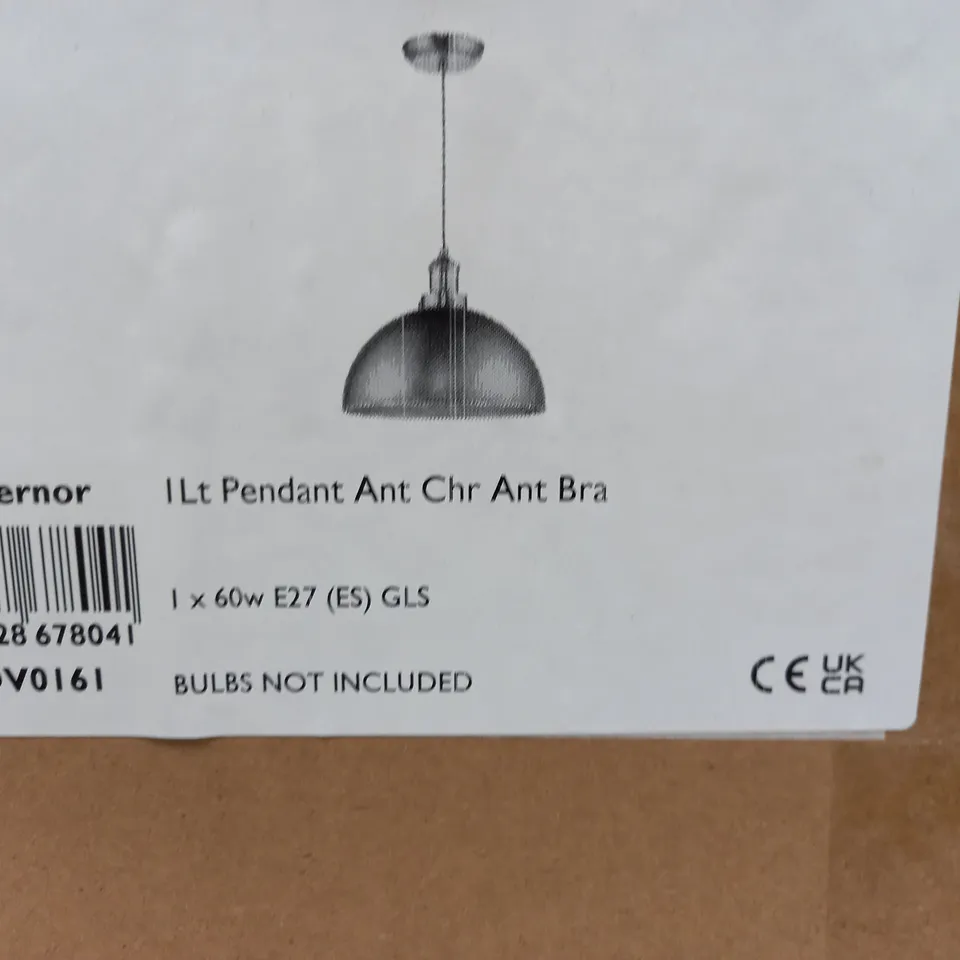 ernor
1Lt Pendant Ant Chr Ant Bra
1 x 60w E27 (ES) GLS
28 678041
V0161
BULBS NOT INCLUDED
CE UK
CA